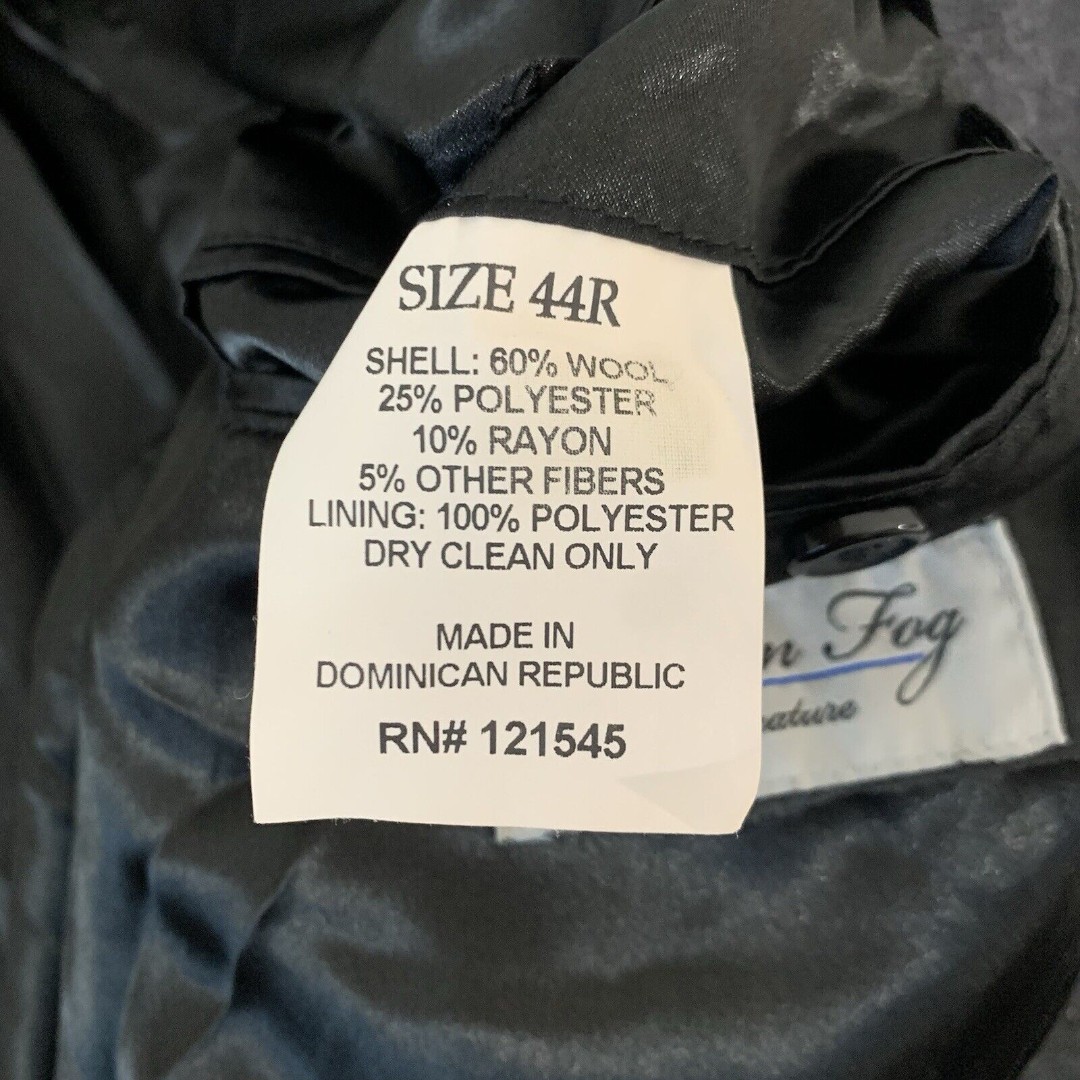 SIZE 44R
SHELL: 60% WOOL
25% POLYESTER
10% RAYON
5% OTHER FIBERS
LINING: 100% POLYESTER
DRY CLEAN ONLY
MADE IN
DOMINICAN REPUBLIC
RN# 121545
n Fog
nature